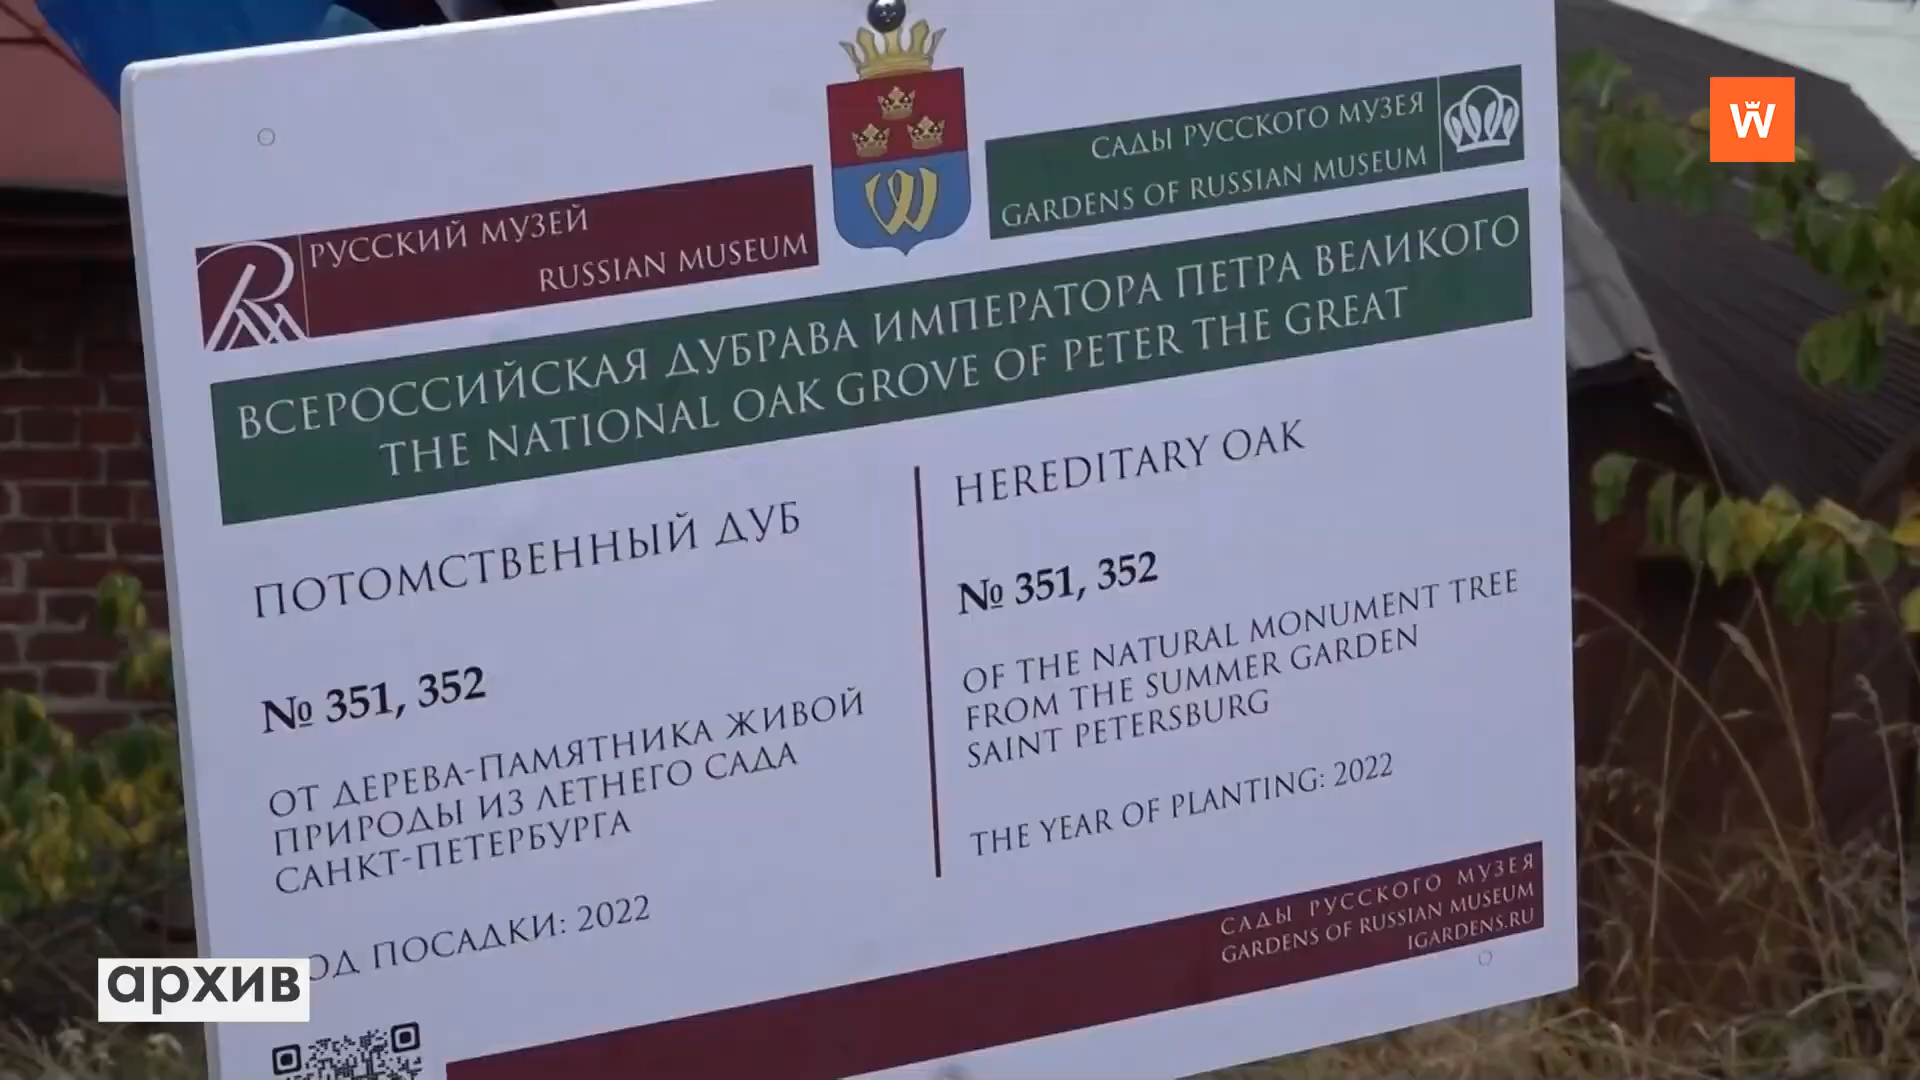 РУССКИЙ МУЗЕЙ
RUSSIAN MUSEUM
САДЫ РУССКОГО МУЗЕЯ
GARDENS OF RUSSIAN MUSEUM
W
ВСЕРОССИЙСКАЯ ДУБРАВА ИМПЕРАТОРА ПЕТРА ВЕЛИКОГО
THE NATIONAL OAK GROVE OF PETER THE GREAT
ПОТОМСТВЕННЫЙ ДУБ
№ 351, 352
ОТ ДЕРЕВА-ПАМЯТНИКА ЖИВОЙ
ПРИРОДЫ ИЗ ЛЕТНЕГО САДА
САНКТ-ПЕТЕРБУРГА
ОД ПОСАДКИ: 2022
HEREDITARY OAK
№ 351, 352
OF THE NATURAL MONUMENT TREE
FROM THE SUMMER GARDEN
SAINT PETERSBURG
THE YEAR OF PLANTING: 2022
САДЫ РУССКОГО МУЗЕЯ
GARDENS OF RUSSIAN MUSEUM
IGARDENS.RU
архив